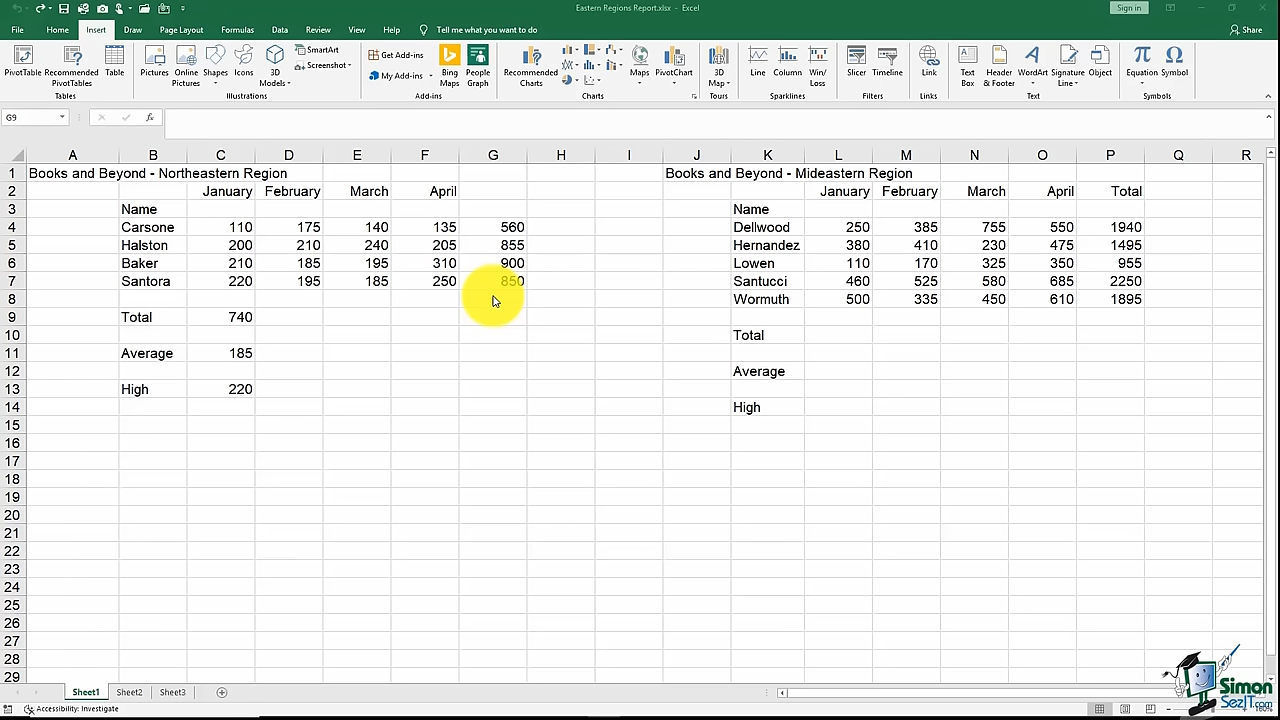 Eastern Regions Report.xlsx - Excel
Sign in
File Home Insert Draw Page Layout Formulas Data Review View Help Tell me what you want to do Share
PivotTable Recommended PivotTables Table
Pictures Online Pictures Shapes Icons 3D Models SmartArt Screenshot
Get Add-ins My Add-ins Bing Maps People Graph
Recommended Charts Maps PivotChart 3D Map
Line Column Win/Loss Slicer Timeline Link
Text Box Header & Footer WordArt Signature Line Object Equation Symbol
Tables Illustrations Add-ins Charts Tours Sparklines Filters Links Text Symbols
G9 fx
A B C D E F G H I J K L M N O P Q R
1 Books and Beyond - Northeastern Region Books and Beyond - Mideastern Region
2 January February March April January February March April Total
3 Name Name
4 Carsone 110 175 140 135 560 Dellwood 250 385 755 550 1940
5 Halston 200 210 240 205 855 Hernandez 380 410 230 475 1495
6 Baker 210 185 195 310 900 Lowen 110 170 325 350 955
7 Santora 220 195 185 250 850 Santucci 460 525 580 685 2250
8 Wormuth 500 335 450 610 1895
9 Total 740
10 Total
11 Average 185
12 Average
13 High 220
14 High
15
16
17
18
19
20
21
22
23
24
25
26
27
28
29
Sheet1 Sheet2 Sheet3
Accessibility: Investigate
Simon
SezIT.com